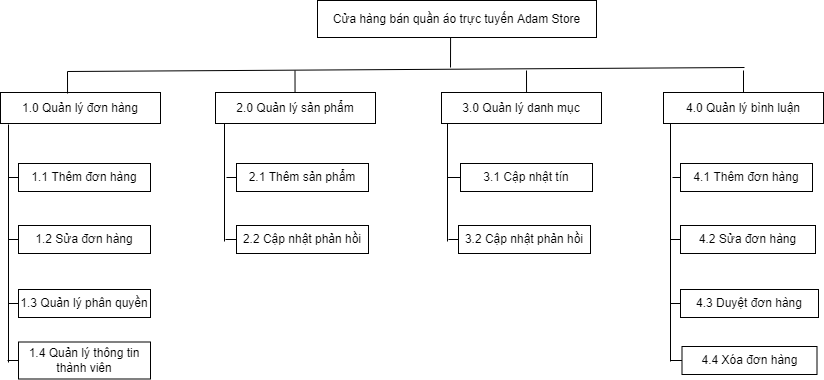 Cửa hàng bán quần áo trực tuyến Adam Store
1.0 Quản lý đơn hàng
2.0 Quản lý sản phẩm
3.0 Quản lý danh mục
4.0 Quản lý bình luận
1.1 Thêm đơn hàng
2.1 Thêm sản phẩm
3.1 Cập nhật tín
4.1 Thêm đơn hàng
1.2 Sửa đơn hàng
2.2 Cập nhật phản hồi
3.2 Cập nhật phản hồi
4.2 Sửa đơn hàng
1.3 Quản lý phân quyền
4.3 Duyệt đơn hàng
1.4 Quản lý thông tin
thành viên
4.4 Xóa đơn hàng